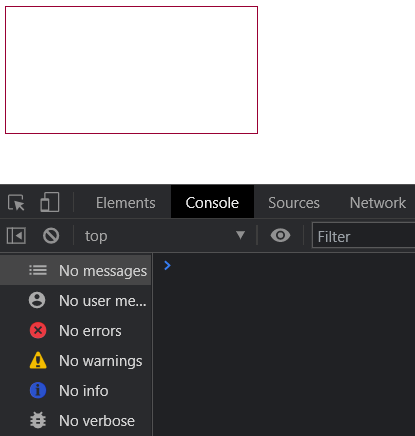 Elements Console Sources Network
top Filter
No messages
No user me...
No errors
No warnings
No info
No verbose